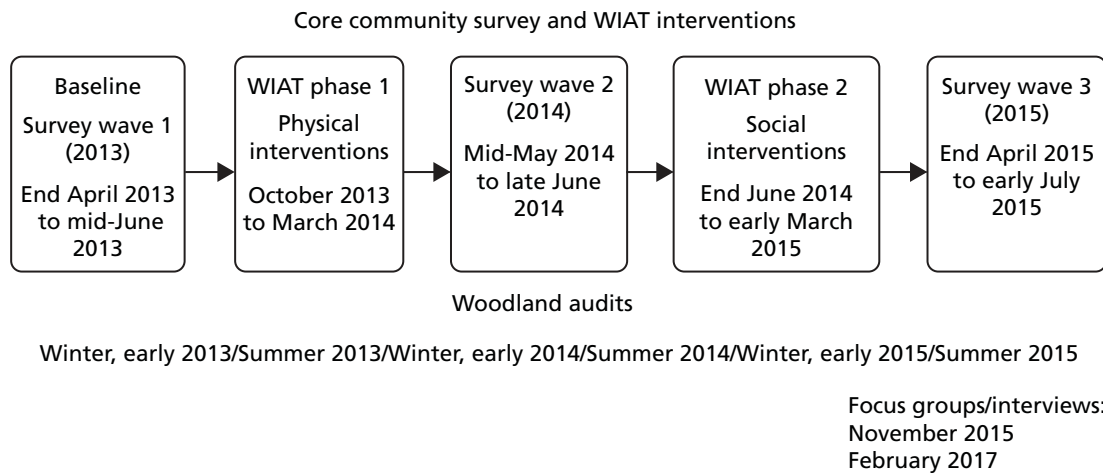 Core community survey and WIAT interventions
Baseline
Survey wave 1
(2013)
End April 2013
to mid-June
2013
WIAT phase 1
Physical
interventions
October 2013
to March 2014
Survey wave 2
(2014)
Mid-May 2014
to late June
2014
WIAT phase 2
Social
interventions
End June 2014
to early March
2015
Survey wave 3
(2015)
End April 2015
to early July
2015
Woodland audits
Winter, early 2013/Summer 2013/Winter, early 2014/Summer 2014/Winter, early 2015/Summer 2015
Focus groups/interviews:
November 2015
February 2017